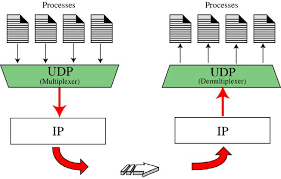 Processes
Processes
UDP
(Multiplexer)
UDP
(Demultiplexer)
IP
IP